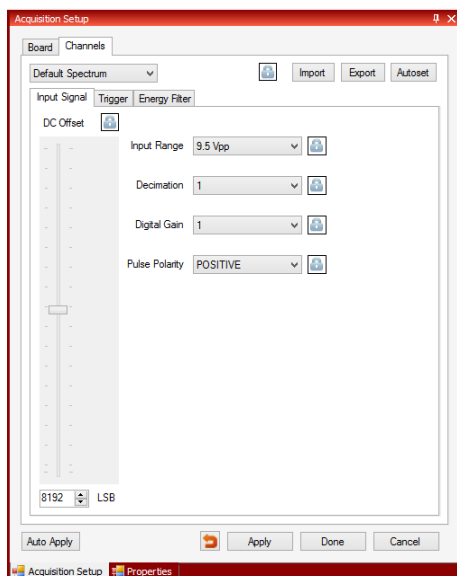 Acquisition Setup
Board Channels
Default Spectrum Import Export Autoset
Input Signal Trigger Energy Filter
DC Offset
Input Range 9.5 Vpp
Decimation 1
Digital Gain 1
Pulse Polarity POSITIVE
8192 LSB
Auto Apply Apply Done Cancel
Acquisition Setup Properties